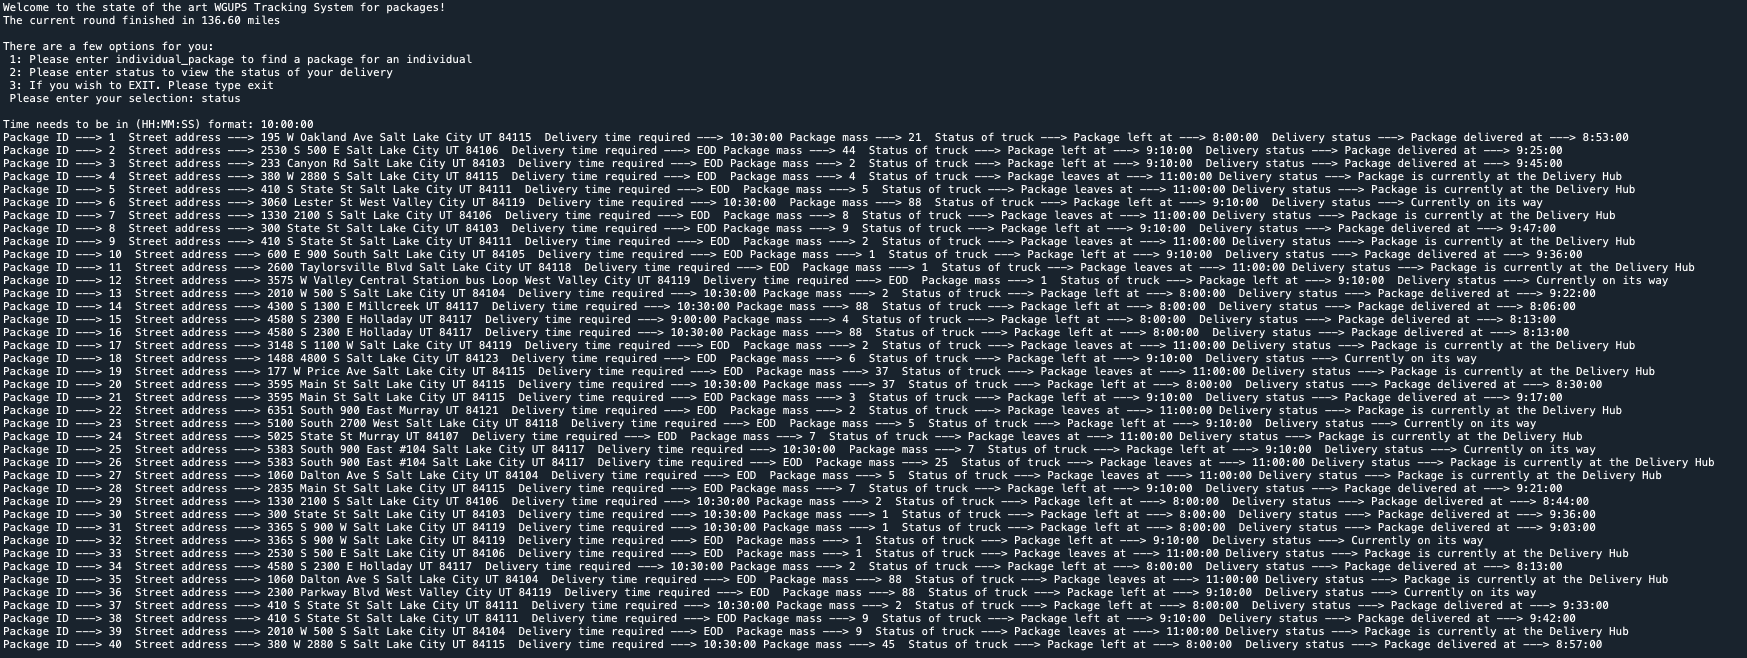 Welcome to the state of the art WGUPS Tracking System for packages!
The current round finished in 136.60 miles
There are a few options for you:
1: Please enter individual_package to find a package for an individual
2: Please enter status to view the status of your delivery
3: If you wish to EXIT. Please type exit
Please enter your selection: status
Time needs to be in (HH:MM:SS) format: 10:00:00
Package ID ---> 1  Street address ---> 195 W Oakland Ave Salt Lake City UT 84115  Delivery time required ---> 10:30:00 Package mass ---> 21  Status of truck ---> Package left at ---> 8:00:00  Delivery status ---> Package delivered at ---> 8:53:00
Package ID ---> 2  Street address ---> 2530 S 500 E Salt Lake City UT 84106  Delivery time required ---> EOD Package mass ---> 44  Status of truck ---> Package left at ---> 9:10:00  Delivery status ---> Package delivered at ---> 9:25:00
Package ID ---> 3  Street address ---> 233 Canyon Rd Salt Lake City UT 84103  Delivery time required ---> EOD Package mass ---> 2  Status of truck ---> Package left at ---> 9:10:00  Delivery status ---> Package delivered at ---> 9:45:00
Package ID ---> 4  Street address ---> 380 W 2880 S Salt Lake City UT 84115  Delivery time required ---> EOD  Package mass ---> 4  Status of truck ---> Package leaves at ---> 11:00:00 Delivery status ---> Package is currently at the Delivery Hub
Package ID ---> 5  Street address ---> 410 S State St Salt Lake City UT 84111  Delivery time required ---> EOD  Package mass ---> 5  Status of truck ---> Package leaves at ---> 11:00:00 Delivery status ---> Package is currently at the Delivery Hub
Package ID ---> 6  Street address ---> 3060 Lester St West Valley City UT 84119  Delivery time required ---> 10:30:00  Package mass ---> 88  Status of truck ---> Package left at ---> 9:10:00  Delivery status ---> Currently on its way
Package ID ---> 7  Street address ---> 1330 2100 S Salt Lake City UT 84106  Delivery time required ---> EOD  Package mass ---> 8  Status of truck ---> Package leaves at ---> 11:00:00 Delivery status ---> Package is currently at the Delivery Hub
Package ID ---> 8  Street address ---> 300 State St Salt Lake City UT 84103  Delivery time required ---> EOD  Package mass ---> 9  Status of truck ---> Package left at ---> 9:10:00  Delivery status ---> Package delivered at ---> 9:47:00
Package ID ---> 9  Street address ---> 410 S State St Salt Lake City UT 84111  Delivery time required ---> EOD  Package mass ---> 2  Status of truck ---> Package leaves at ---> 11:00:00 Delivery status ---> Package is currently at the Delivery Hub
Package ID ---> 10  Street address ---> 600 E 900 South Salt Lake City UT 84105  Delivery time required ---> EOD  Package mass ---> 1  Status of truck ---> Package left at ---> 9:10:00  Delivery status ---> Package delivered at ---> 9:36:00
Package ID ---> 11  Street address ---> 2600 Taylorsville Blvd Salt Lake City UT 84118  Delivery time required ---> EOD  Package mass ---> 1  Status of truck ---> Package leaves at ---> 11:00:00 Delivery status ---> Package is currently at the Delivery Hub
Package ID ---> 12  Street address ---> 3575 W Valley Central Station bus Loop West Valley City UT 84119  Delivery time required ---> EOD  Package mass ---> 1  Status of truck ---> Package left at ---> 9:10:00  Delivery status ---> Currently on its way
Package ID ---> 13  Street address ---> 2010 W 500 S Salt Lake City UT 84104  Delivery time required ---> 10:30:00 Package mass ---> 2  Status of truck ---> Package left at ---> 8:00:00  Delivery status ---> Package delivered at ---> 9:22:00
Package ID ---> 14  Street address ---> 4300 S 1300 E Millcreek UT 84117  Delivery time required ---> 10:30:00 Package mass ---> 88  Status of truck ---> Package left at ---> 8:00:00  Delivery status ---> Package delivered at ---> 8:06:00
Package ID ---> 15  Street address ---> 4580 S 2300 E Holladay UT 84117  Delivery time required ---> 9:00:00 Package mass ---> 4  Status of truck ---> Package left at ---> 8:00:00  Delivery status ---> Package delivered at ---> 8:13:00
Package ID ---> 16  Street address ---> 4580 S 2300 E Holladay UT 84117  Delivery time required ---> 10:30:00 Package mass ---> 88  Status of truck ---> Package left at ---> 8:00:00  Delivery status ---> Package delivered at ---> 8:13:00
Package ID ---> 17  Street address ---> 3148 S 1100 W Salt Lake City UT 84119  Delivery time required ---> EOD  Package mass ---> 2  Status of truck ---> Package leaves at ---> 11:00:00 Delivery status ---> Package is currently at the Delivery Hub
Package ID ---> 18  Street address ---> 1488 4800 S Salt Lake City UT 84123  Delivery time required ---> EOD  Package mass ---> 6  Status of truck ---> Package left at ---> 9:10:00  Delivery status ---> Currently on its way
Package ID ---> 19  Street address ---> 177 W Price Ave Salt Lake City UT 84115  Delivery time required ---> EOD  Package mass ---> 37  Status of truck ---> Package leaves at ---> 11:00:00 Delivery status ---> Package is currently at the Delivery Hub
Package ID ---> 20  Street address ---> 3595 Main St Salt Lake City UT 84115  Delivery time required ---> 10:30:00 Package mass ---> 37  Status of truck ---> Package left at ---> 8:00:00  Delivery status ---> Package delivered at ---> 8:30:00
Package ID ---> 21  Street address ---> 3595 Main St Salt Lake City UT 84115  Delivery time required ---> EOD  Package mass ---> 3  Status of truck ---> Package left at ---> 9:10:00  Delivery status ---> Package delivered at ---> 9:17:00
Package ID ---> 22  Street address ---> 6351 South 900 East Murray UT 84121  Delivery time required ---> EOD  Package mass ---> 2  Status of truck ---> Package leaves at ---> 11:00:00 Delivery status ---> Package is currently at the Delivery Hub
Package ID ---> 23  Street address ---> 5100 South 2700 West Salt Lake City UT 84118  Delivery time required ---> EOD  Package mass ---> 5  Status of truck ---> Package left at ---> 9:10:00  Delivery status ---> Currently on its way
Package ID ---> 24  Street address ---> 5025 State St Murray UT 84107  Delivery time required ---> EOD  Package mass ---> 7  Status of truck ---> Package leaves at ---> 11:00:00 Delivery status ---> Package is currently at the Delivery Hub
Package ID ---> 25  Street address ---> 5383 South 900 East #104 Salt Lake City UT 84117  Delivery time required ---> 10:30:00  Package mass ---> 7  Status of truck ---> Package left at ---> 9:10:00  Delivery status ---> Currently on its way
Package ID ---> 26  Street address ---> 5383 South 900 East #104 Salt Lake City UT 84117  Delivery time required ---> EOD  Package mass ---> 25  Status of truck ---> Package leaves at ---> 11:00:00 Delivery status ---> Package is currently at the Delivery Hub
Package ID ---> 27  Street address ---> 1060 Dalton Ave S Salt Lake City UT 84104  Delivery time required ---> EOD  Package mass ---> 5  Status of truck ---> Package leaves at ---> 11:00:00 Delivery status ---> Package is currently at the Delivery Hub
Package ID ---> 28  Street address ---> 2835 Main St Salt Lake City UT 84115  Delivery time required ---> EOD Package mass ---> 7  Status of truck ---> Package left at ---> 9:10:00  Delivery status ---> Package delivered at ---> 9:21:00
Package ID ---> 29  Street address ---> 1330 2100 S Salt Lake City UT 84106  Delivery time required ---> 10:30:00 Package mass ---> 2  Status of truck ---> Package left at ---> 8:00:00  Delivery status ---> Package delivered at ---> 8:44:00
Package ID ---> 30  Street address ---> 300 State St Salt Lake City UT 84103  Delivery time required ---> 10:30:00 Package mass ---> 1  Status of truck ---> Package left at ---> 8:00:00  Delivery status ---> Package delivered at ---> 9:36:00
Package ID ---> 31  Street address ---> 3365 S 900 W Salt Lake City UT 84119  Delivery time required ---> 10:30:00 Package mass ---> 1  Status of truck ---> Package left at ---> 8:00:00  Delivery status ---> Package delivered at ---> 9:03:00
Package ID ---> 32  Street address ---> 3365 S 900 W Salt Lake City UT 84119  Delivery time required ---> EOD  Package mass ---> 1  Status of truck ---> Package left at ---> 9:10:00  Delivery status ---> Currently on its way
Package ID ---> 33  Street address ---> 2530 S 500 E Salt Lake City UT 84106  Delivery time required ---> EOD  Package mass ---> 1  Status of truck ---> Package leaves at ---> 11:00:00 Delivery status ---> Package is currently at the Delivery Hub
Package ID ---> 34  Street address ---> 4580 S 2300 E Holladay UT 84117  Delivery time required ---> 10:30:00 Package mass ---> 2  Status of truck ---> Package left at ---> 8:00:00  Delivery status ---> Package delivered at ---> 8:13:00
Package ID ---> 35  Street address ---> 1060 Dalton Ave S Salt Lake City UT 84104  Delivery time required ---> EOD  Package mass ---> 88  Status of truck ---> Package leaves at ---> 11:00:00 Delivery status ---> Package is currently at the Delivery Hub
Package ID ---> 36  Street address ---> 2300 Parkway Blvd West Valley City UT 84119  Delivery time required ---> EOD  Package mass ---> 88  Status of truck ---> Package left at ---> 9:10:00  Delivery status ---> Currently on its way
Package ID ---> 37  Street address ---> 410 S State St Salt Lake City UT 84111  Delivery time required ---> 10:30:00 Package mass ---> 2  Status of truck ---> Package left at ---> 8:00:00  Delivery status ---> Package delivered at ---> 9:33:00
Package ID ---> 38  Street address ---> 410 S State St Salt Lake City UT 84111  Delivery time required ---> EOD Package mass ---> 9  Status of truck ---> Package left at ---> 9:10:00  Delivery status ---> Package delivered at ---> 9:42:00
Package ID ---> 39  Street address ---> 2010 W 500 S Salt Lake City UT 84104  Delivery time required ---> EOD  Package mass ---> 9  Status of truck ---> Package leaves at ---> 11:00:00 Delivery status ---> Package is currently at the Delivery Hub
Package ID ---> 40  Street address ---> 380 W 2880 S Salt Lake City UT 84115  Delivery time required ---> 10:30:00 Package mass ---> 45  Status of truck ---> Package left at ---> 8:00:00  Delivery status ---> Package delivered at ---> 8:57:00